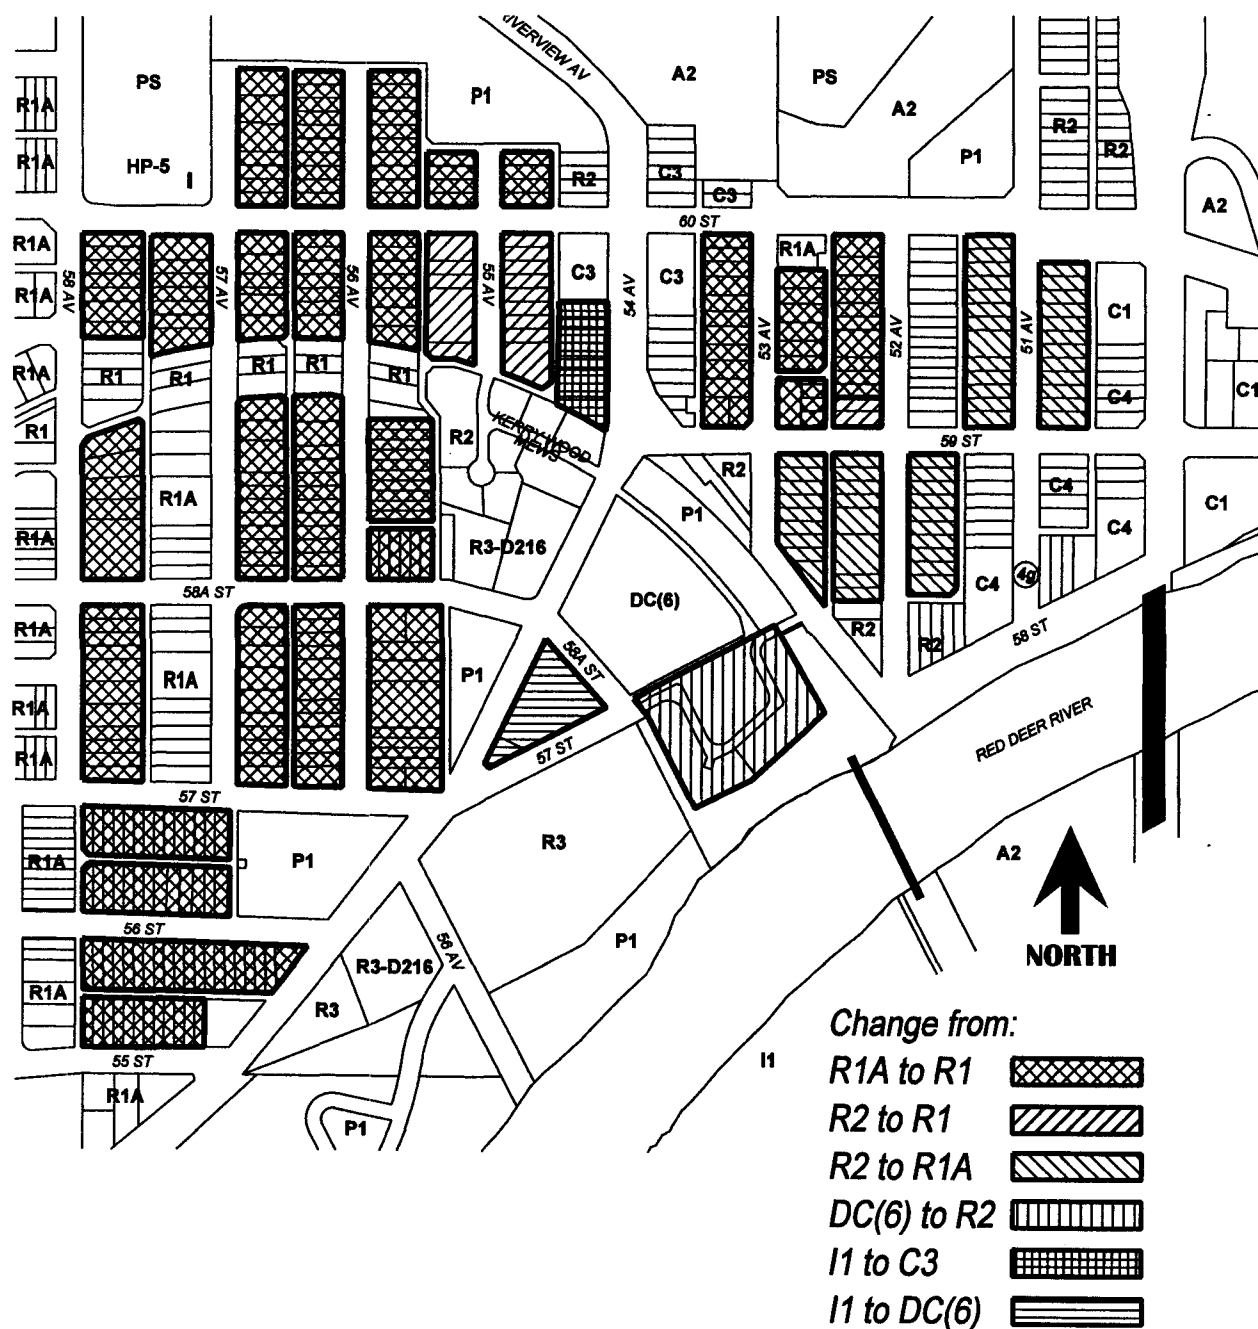 RIVERVIEW AV
PS
A2
PS
R1A
P1
A2
R2
R1A
HP-5
I
R2
C3
P1
R2
C3
60 ST
A2
R1A
R1A
58 AV
57 AV
56 AV
55 AV
C3
54 AV
C3
53 AV
R1A
52 AV
51 AV
C1
R1A
R1
R1
R1
R1
R1
C4
C1
R1
R2
KERRY WOOD
MEWS
59 ST
R2
R1A
P1
C4
C4
C1
R1A
R3-D216
58A ST
DC(6)
C4
4g
R1A
R2
R2
58 ST
R1A
P1
58A ST
R1A
57 ST
RED DEER RIVER
R1A
57 ST
R1A
P1
R3
A2
56 ST
56 AV
P1
NORTH
R1A
R3-D216
R3
55 ST
R1A
P1
I1
Change from:
R1A to R1
R2 to R1
R2 to R1A
DC(6) to R2
I1 to C3
I1 to DC(6)